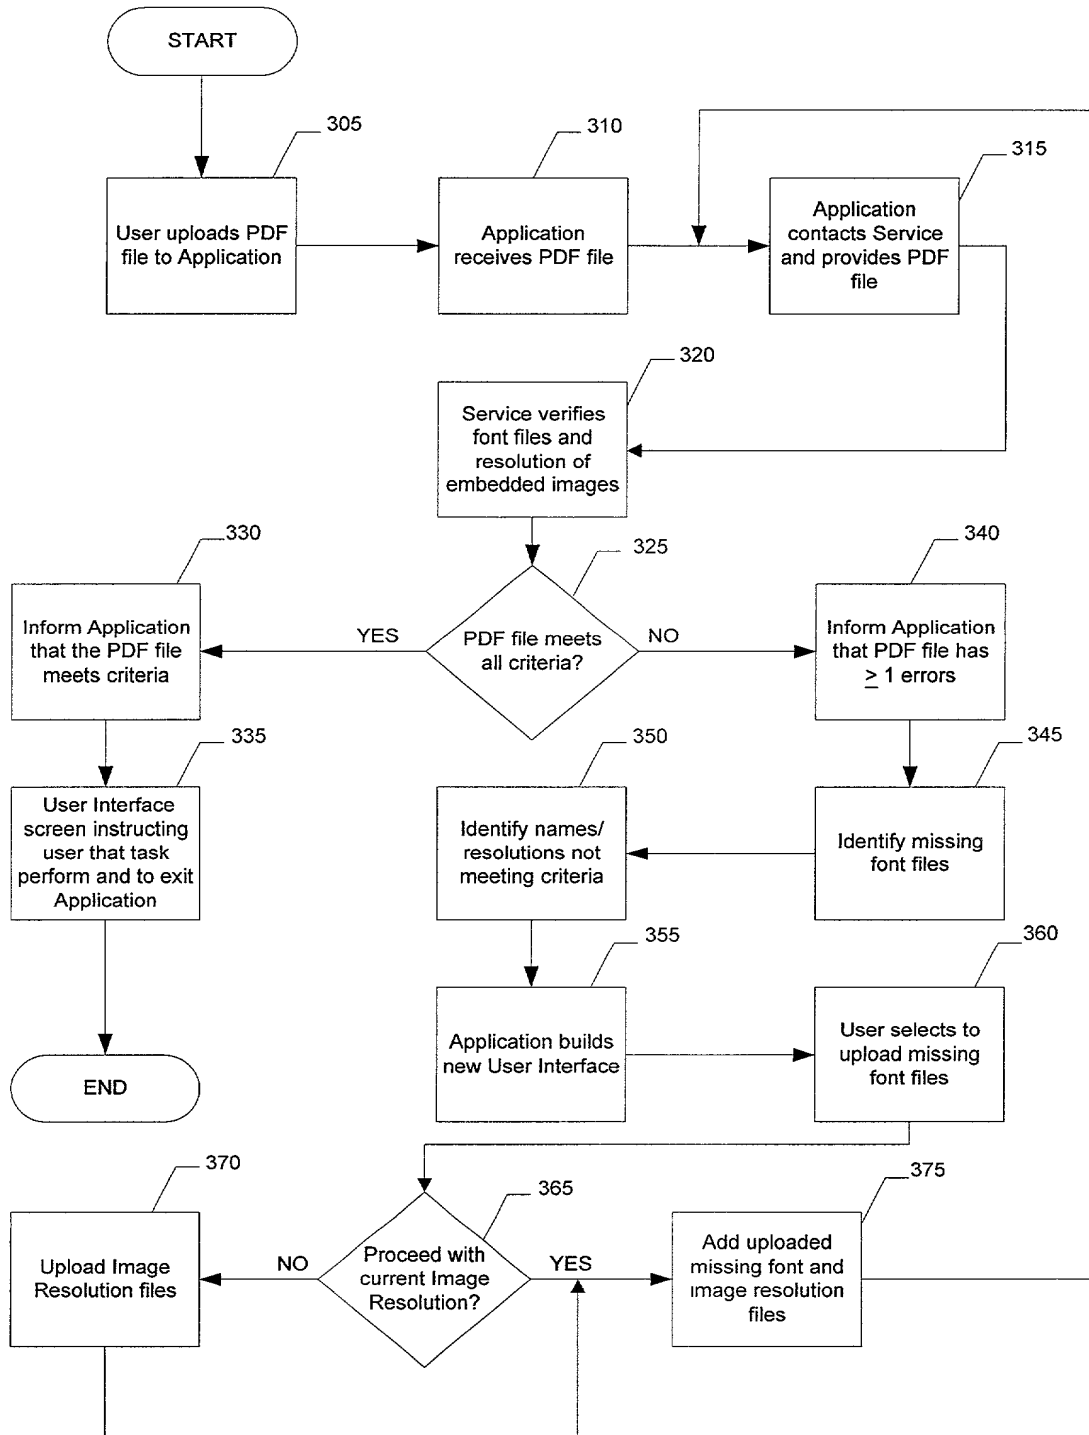 START
305
User uploads PDF
file to Application
310
Application
receives PDF file
315
Application
contacts Service
and provides PDF
file
320
Service verifies
font files and
resolution of
embedded images
325
PDF file meets
all criteria?
YES
NO
330
Inform Application
that the PDF file
meets criteria
340
Inform Application
that PDF file has
≥ 1 errors
335
User Interface
screen instructing
user that task
perform and to exit
Application
350
Identify names/
resolutions not
meeting criteria
345
Identify missing
font files
355
Application builds
new User Interface
360
User selects to
upload missing
font files
END
370
Upload Image
Resolution files
NO
365
Proceed with
current Image
Resolution?
YES
375
Add uploaded
missing font and
image resolution
files